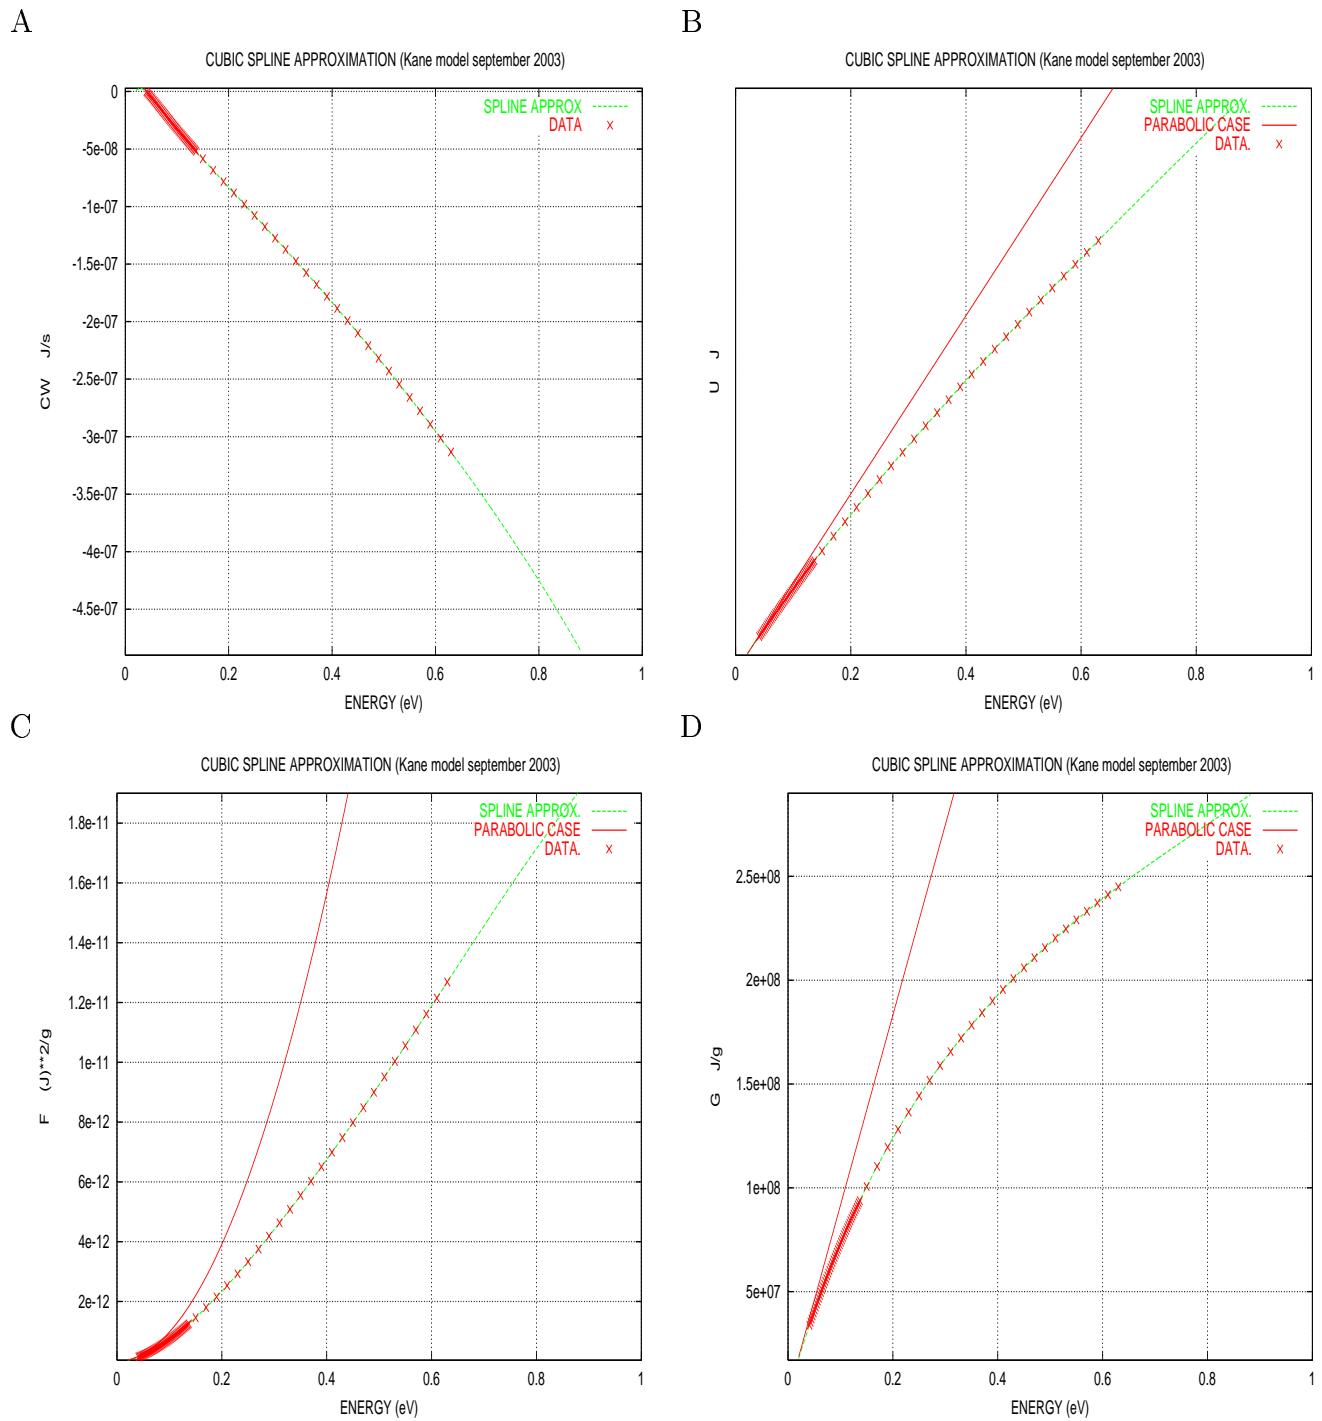 A
CUBIC SPLINE APPROXIMATION (Kane model september 2003)
SPLINE APPROX
DATA
0
-5e-08
-1e-07
-1.5e-07
-2e-07
-2.5e-07
-3e-07
-3.5e-07
-4e-07
-4.5e-07
CW J/s
0 0.2 0.4 0.6 0.8 1
ENERGY (eV)
B
CUBIC SPLINE APPROXIMATION (Kane model september 2003)
SPLINE APPROX.
PARABOLIC CASE
DATA.
U J
0 0.2 0.4 0.6 0.8 1
ENERGY (eV)
C
CUBIC SPLINE APPROXIMATION (Kane model september 2003)
SPLINE APPROX.
PARABOLIC CASE
DATA.
1.8e-11
1.6e-11
1.4e-11
1.2e-11
1e-11
8e-12
6e-12
4e-12
2e-12
F (J)**2/g
0 0.2 0.4 0.6 0.8 1
ENERGY (eV)
D
CUBIC SPLINE APPROXIMATION (Kane model september 2003)
SPLINE APPROX.
PARABOLIC CASE
DATA.
2.5e+08
2e+08
1.5e+08
1e+08
5e+07
G J/g
0 0.2 0.4 0.6 0.8 1
ENERGY (eV)